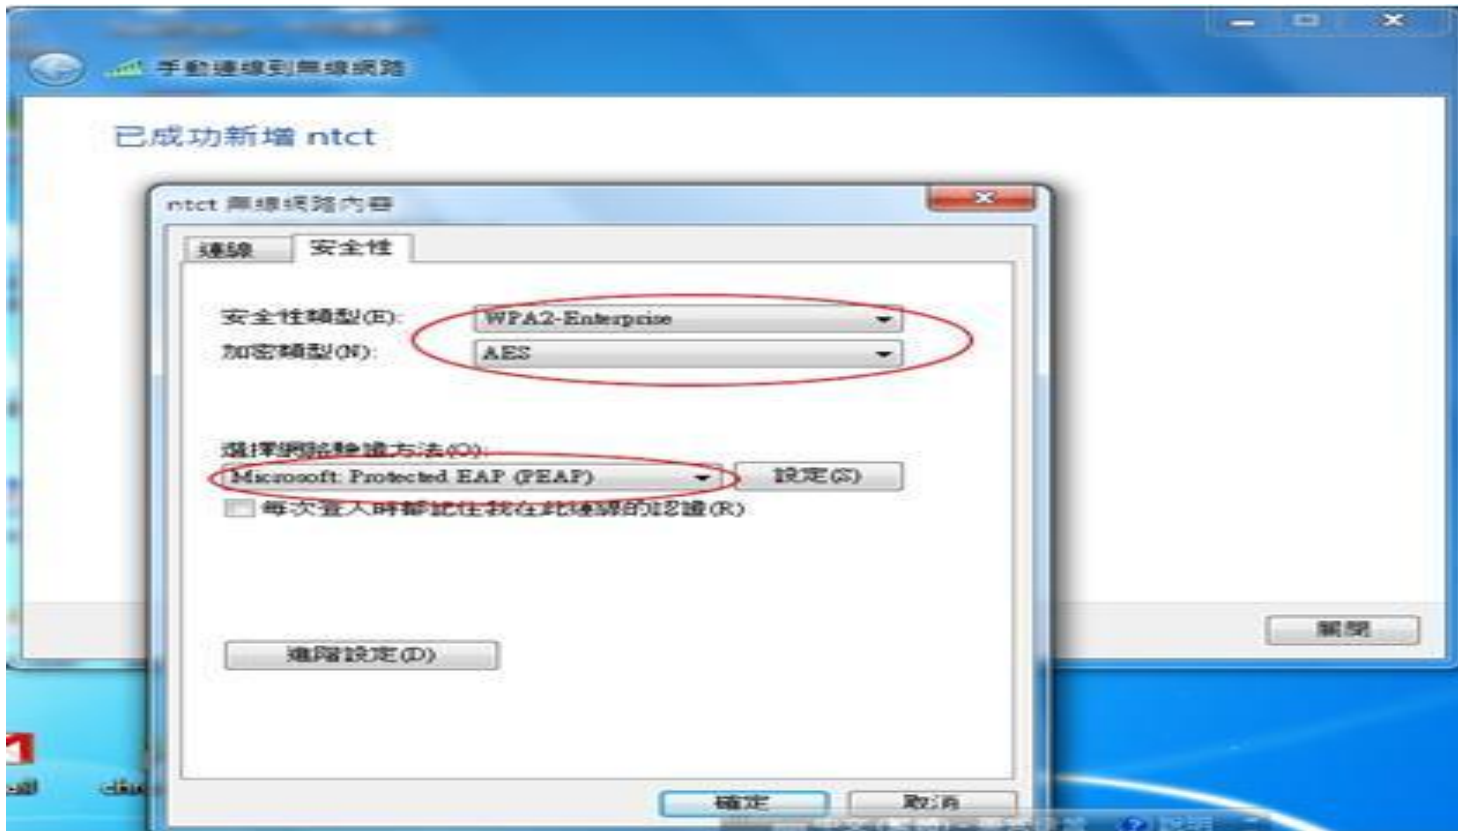 手動連線到無線網路
已成功新增 ntct
ntct 無線網路內容
連線 安全性
安全性類型(E): WPA2-Enterprise
加密類型(N): AES
選擇網路驗證方法(O):
Microsoft: Protected EAP (PEAP) 設定(S)
每次登入時都記住我在此連線的認證(R)
進階設定(D)
關閉
確定 取消
說明